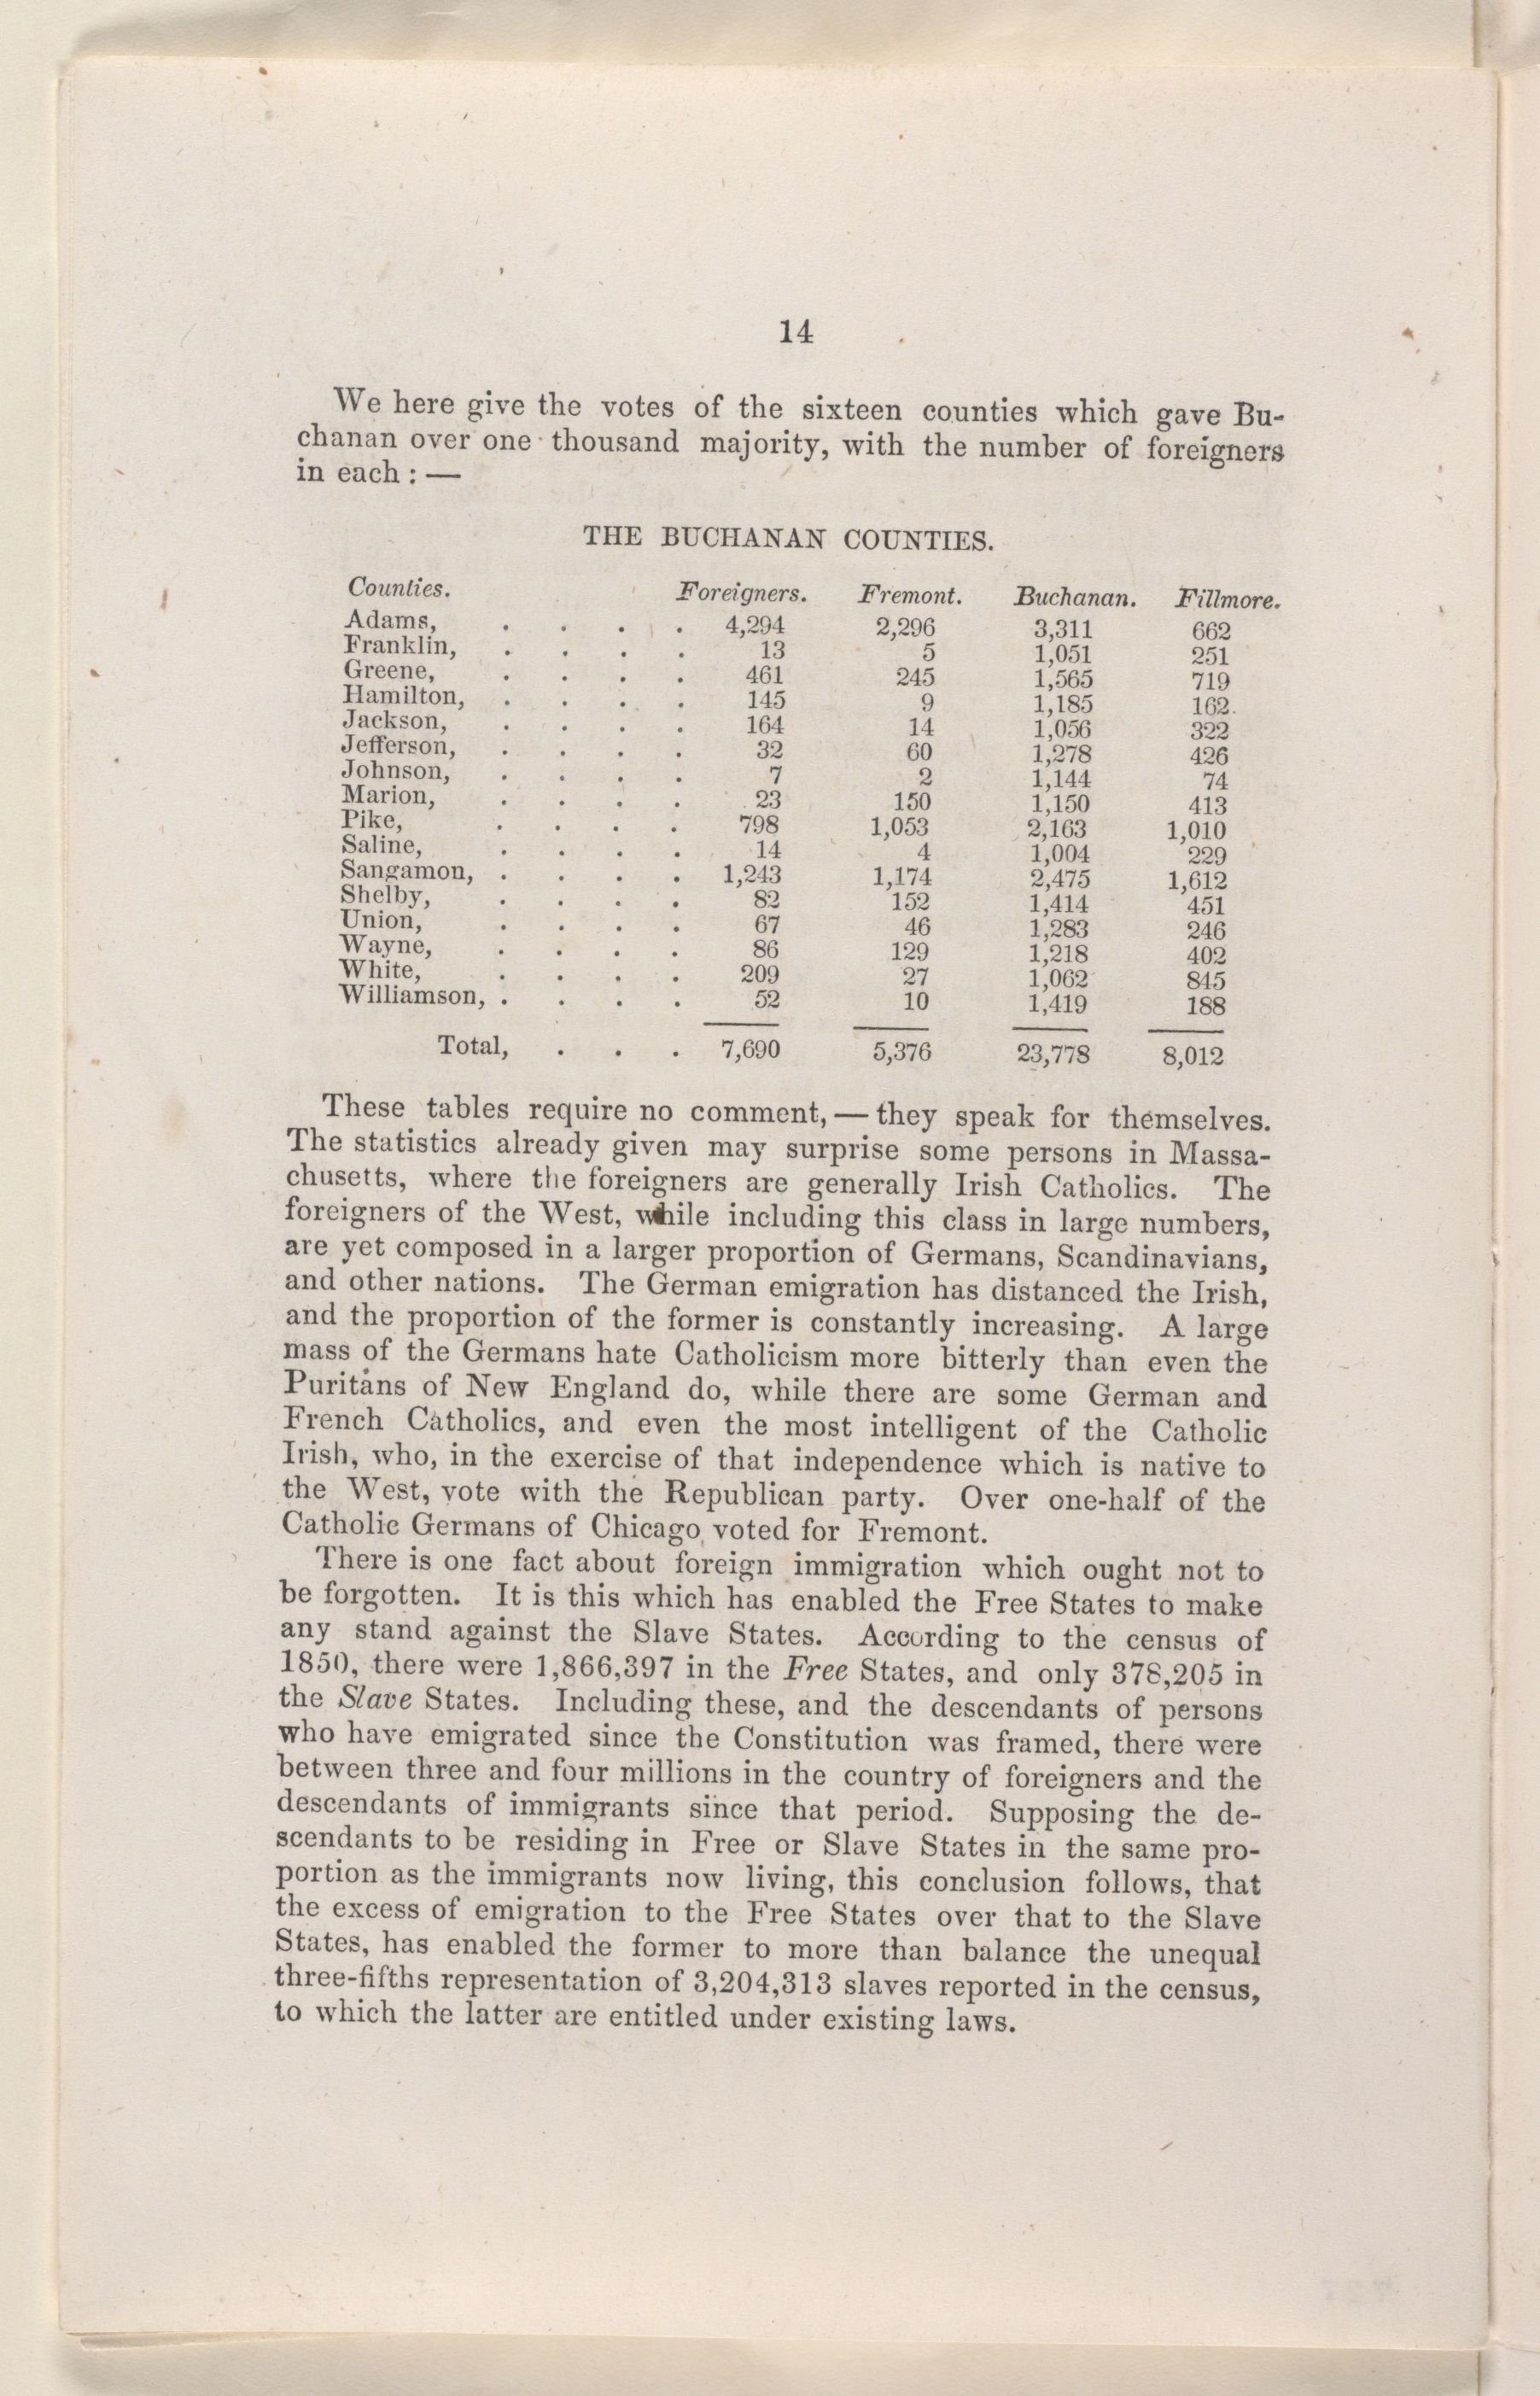 14
We here give the votes of the sixteen counties which gave Bu-
chanan over one thousand majority, with the number of foreigners
in each : —
THE BUCHANAN COUNTIES.
Counties. Foreigners. Fremont. Buchanan. Fillmore.
Adams, . . . . 4,294 2,296 3,311 662
Franklin, . . . . 13 5 1,051 251
Greene, . . . . 461 245 1,565 719
Hamilton, . . . . 145 9 1,185 162
Jackson, . . . . 164 14 1,056 322
Jefferson, . . . . 32 60 1,278 426
Johnson, . . . . 7 2 1,144 74
Marion, . . . . 23 150 1,150 413
Pike, . . . . 798 1,053 2,163 1,010
Saline, . . . . 14 4 1,004 229
Sangamon, . . . . 1,243 1,174 2,475 1,612
Shelby, . . . . 82 152 1,414 451
Union, . . . . 67 46 1,283 246
Wayne, . . . . 86 129 1,218 402
White, . . . . 209 27 1,062 845
Williamson, . . . . 52 10 1,419 188
Total, . . . 7,690 5,376 23,778 8,012
These tables require no comment, — they speak for themselves.
The statistics already given may surprise some persons in Massa-
chusetts, where the foreigners are generally Irish Catholics. The
foreigners of the West, while including this class in large numbers,
are yet composed in a larger proportion of Germans, Scandinavians,
and other nations. The German emigration has distanced the Irish,
and the proportion of the former is constantly increasing. A large
mass of the Germans hate Catholicism more bitterly than even the
Puritans of New England do, while there are some German and
French Catholics, and even the most intelligent of the Catholic
Irish, who, in the exercise of that independence which is native to
the West, vote with the Republican party. Over one-half of the
Catholic Germans of Chicago voted for Fremont.
There is one fact about foreign immigration which ought not to
be forgotten. It is this which has enabled the Free States to make
any stand against the Slave States. According to the census of
1850, there were 1,866,397 in the Free States, and only 378,205 in
the Slave States. Including these, and the descendants of persons
who have emigrated since the Constitution was framed, there were
between three and four millions in the country of foreigners and the
descendants of immigrants since that period. Supposing the de-
scendants to be residing in Free or Slave States in the same pro-
portion as the immigrants now living, this conclusion follows, that
the excess of emigration to the Free States over that to the Slave
States, has enabled the former to more than balance the unequal
three-fifths representation of 3,204,313 slaves reported in the census,
to which the latter are entitled under existing laws.